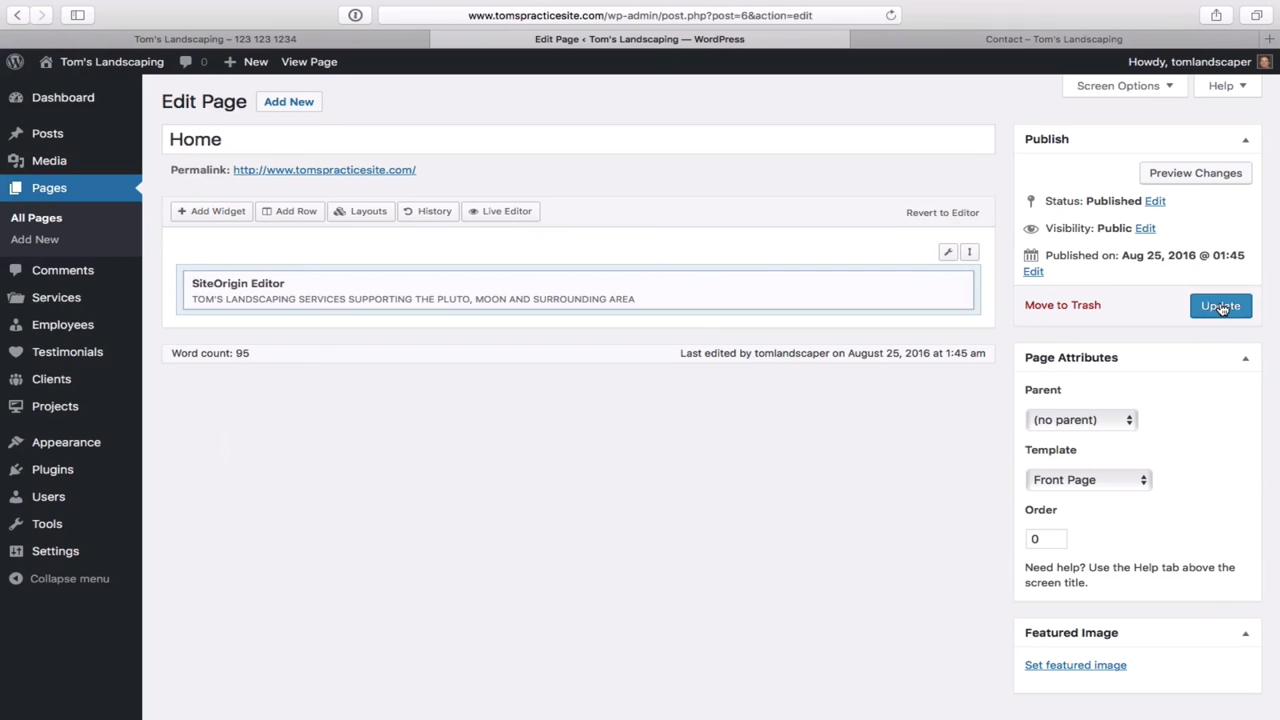 www.tomspracticesite.com/wp-admin/post.php?post=6&action=edit
Tom's Landscaping – 123 123 1234
Edit Page ‹ Tom's Landscaping — WordPress
Contact – Tom's Landscaping
Tom's Landscaping
0
New
View Page
Howdy, tomlandscaper
Screen Options
Help
Dashboard
Posts
Media
Pages
All Pages
Add New
Comments
Services
Employees
Testimonials
Clients
Projects
Appearance
Plugins
Users
Tools
Settings
Collapse menu
Edit Page
Add New
Home
Permalink: http://www.tomspracticesite.com/
Add Widget
Add Row
Layouts
History
Live Editor
Revert to Editor
SiteOrigin Editor
TOM'S LANDSCAPING SERVICES SUPPORTING THE PLUTO, MOON AND SURROUNDING AREA
Word count: 95
Last edited by tomlandscaper on August 25, 2016 at 1:45 am
Publish
Preview Changes
Status: Published Edit
Visibility: Public Edit
Published on: Aug 25, 2016 @ 01:45
Edit
Move to Trash
Update
Page Attributes
Parent
(no parent)
Template
Front Page
Order
0
Need help? Use the Help tab above the
screen title.
Featured Image
Set featured image